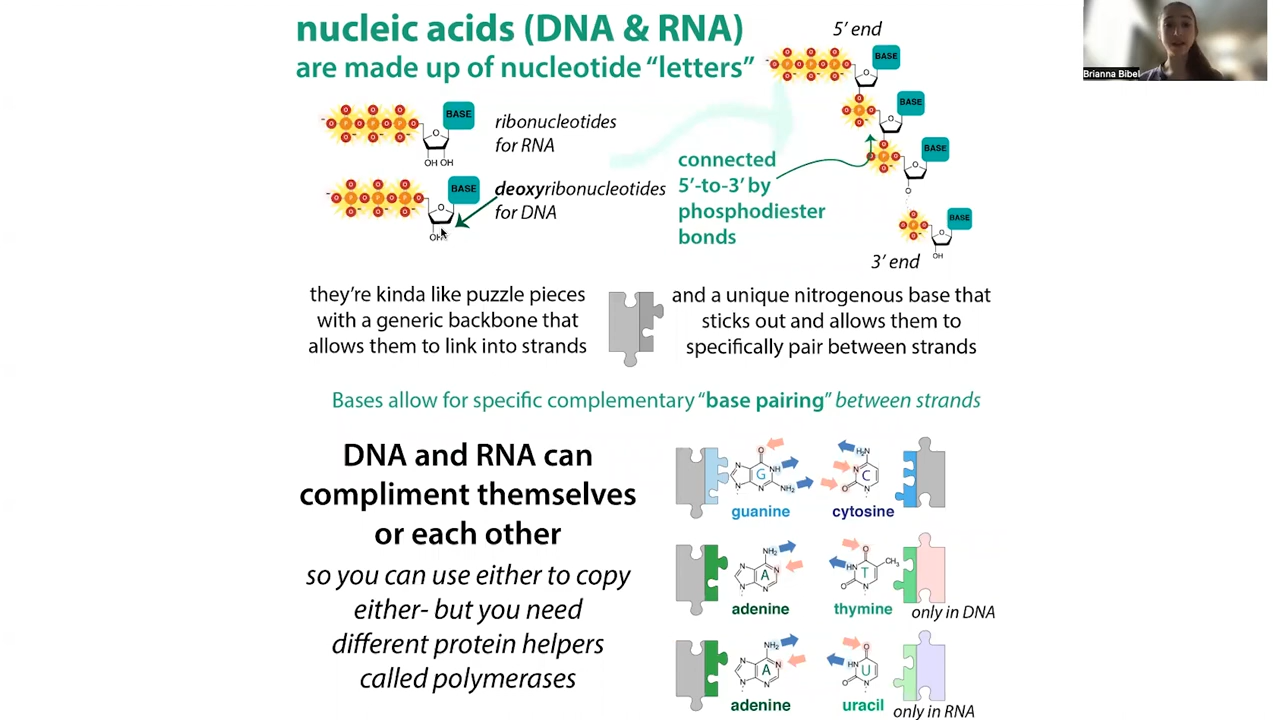 nucleic acids (DNA & RNA)
are made up of nucleotide “letters”
5’ end
BASE
BASE
BASE
BASE
3’ end
OH
BASE
OH OH
ribonucleotides
for RNA
BASE
OH
deoxyribonucleotides
for DNA
connected
5’-to-3’ by
phosphodiester
bonds
they’re kinda like puzzle pieces
with a generic backbone that
allows them to link into strands
and a unique nitrogenous base that
sticks out and allows them to
specifically pair between strands
Bases allow for specific complementary “base pairing” between strands
DNA and RNA can
compliment themselves
or each other
so you can use either to copy
either- but you need
different protein helpers
called polymerases
G
guanine
C
cytosine
A
adenine
T
thymine
only in DNA
A
adenine
U
uracil
only in RNA
Brianna Bibel